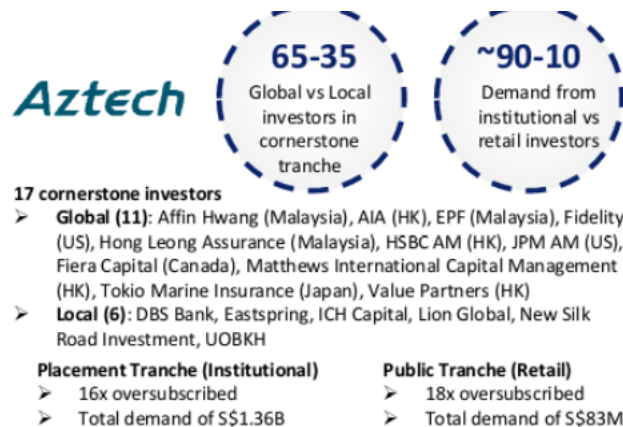 Aztech
65-35
Global vs Local
investors in
cornerstone
tranche
~90-10
Demand from
institutional vs
retail investors
17 cornerstone investors
➢ Global (11): Affin Hwang (Malaysia), AIA (HK), EPF (Malaysia), Fidelity
(US), Hong Leong Assurance (Malaysia), HSBC AM (HK), JPM AM (US),
Fiera Capital (Canada), Matthews International Capital Management
(HK), Tokio Marine Insurance (Japan), Value Partners (HK)
➢ Local (6): DBS Bank, Eastspring, ICH Capital, Lion Global, New Silk
Road Investment, UOBKH
Placement Tranche (Institutional)
➢ 16x oversubscribed
➢ Total demand of S$1.36B
Public Tranche (Retail)
➢ 18x oversubscribed
➢ Total demand of S$83M